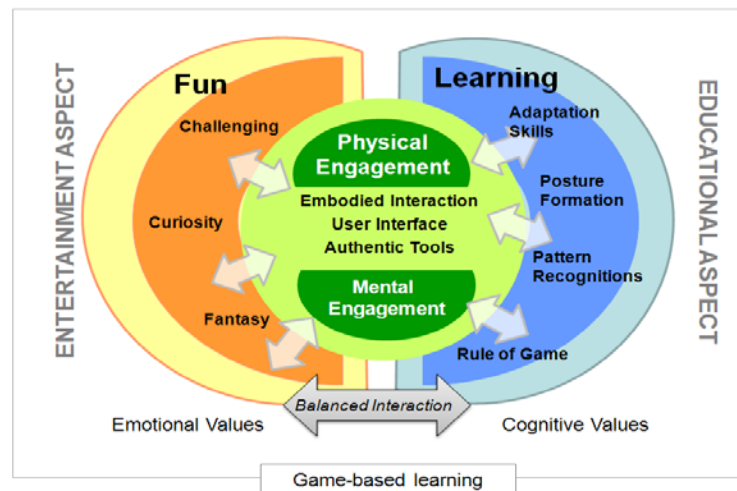 ENTERTAINMENT ASPECT
Fun
Challenging
Curiosity
Fantasy
Physical
Engagement
Embodied Interaction
User Interface
Authentic Tools
Mental
Engagement
Learning
Adaptation
Skills
Posture
Formation
Pattern
Recognitions
Rule of Game
EDUCATIONAL ASPECT
Balanced Interaction
Emotional Values
Cognitive Values
Game-based learning